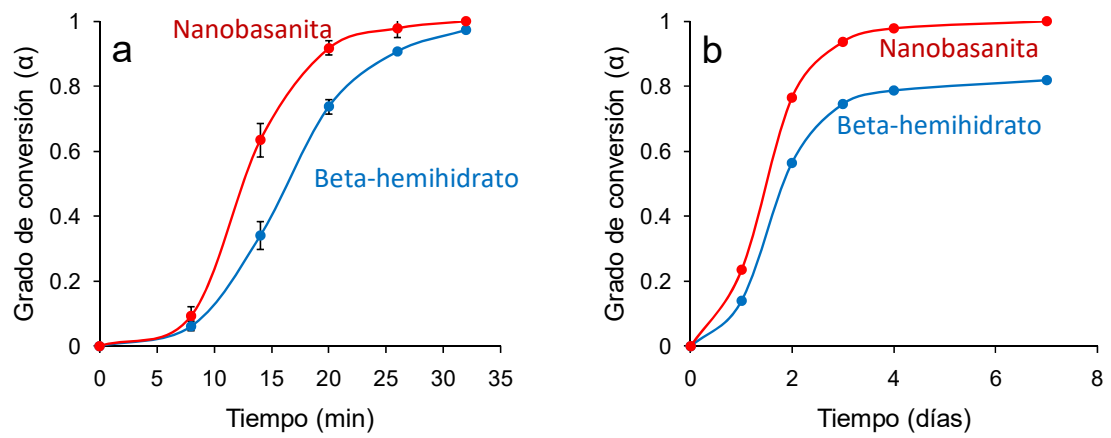 a
Nanobasanita
Beta-hemihidrato
Grado de conversión (α)
1
0.8
0.6
0.4
0.2
0
0 5 10 15 20 25 30 35
Tiempo (min)
b
Nanobasanita
Beta-hemihidrato
Grado de conversión (α)
1
0.8
0.6
0.4
0.2
0
0 2 4 6 8
Tiempo (días)